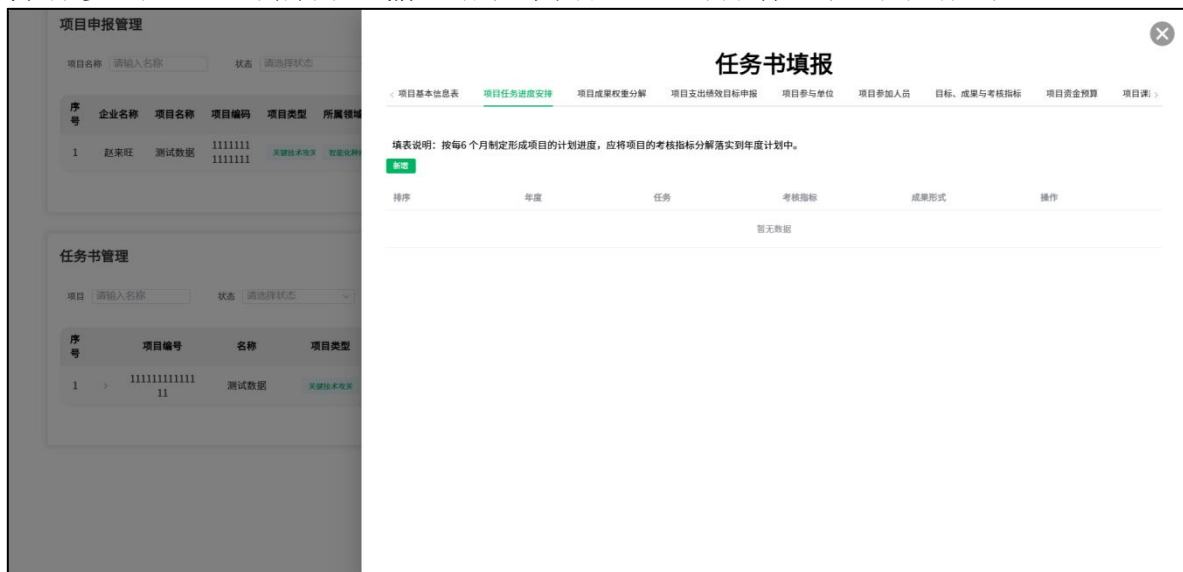 项目申报管理
项目名称 请输入名称 状态 请选择状态
序号 企业名称 项目名称 项目编码 项目类型 所属领域
1 赵来旺 测试数据 1111111 1111111 关键技术攻关
任务书管理
项目 请输入名称 状态 请选择状态
序号 项目编号 名称 项目类型
1 > 111111111111 11 测试数据 关键技术攻关
任务书填报
< 项目基本信息表 项目任务进度安排 项目成果权重分解 项目支出绩效目标申报 项目参与单位 项目参加人员 目标、成果与考核指标 项目资金预算 项目课 >
填表说明：按每6 个月制定形成项目的计划进度，应将项目的考核指标分解落实到年度计划中。
新增
排序 年度 任务 考核指标 成果形式 操作
暂无数据